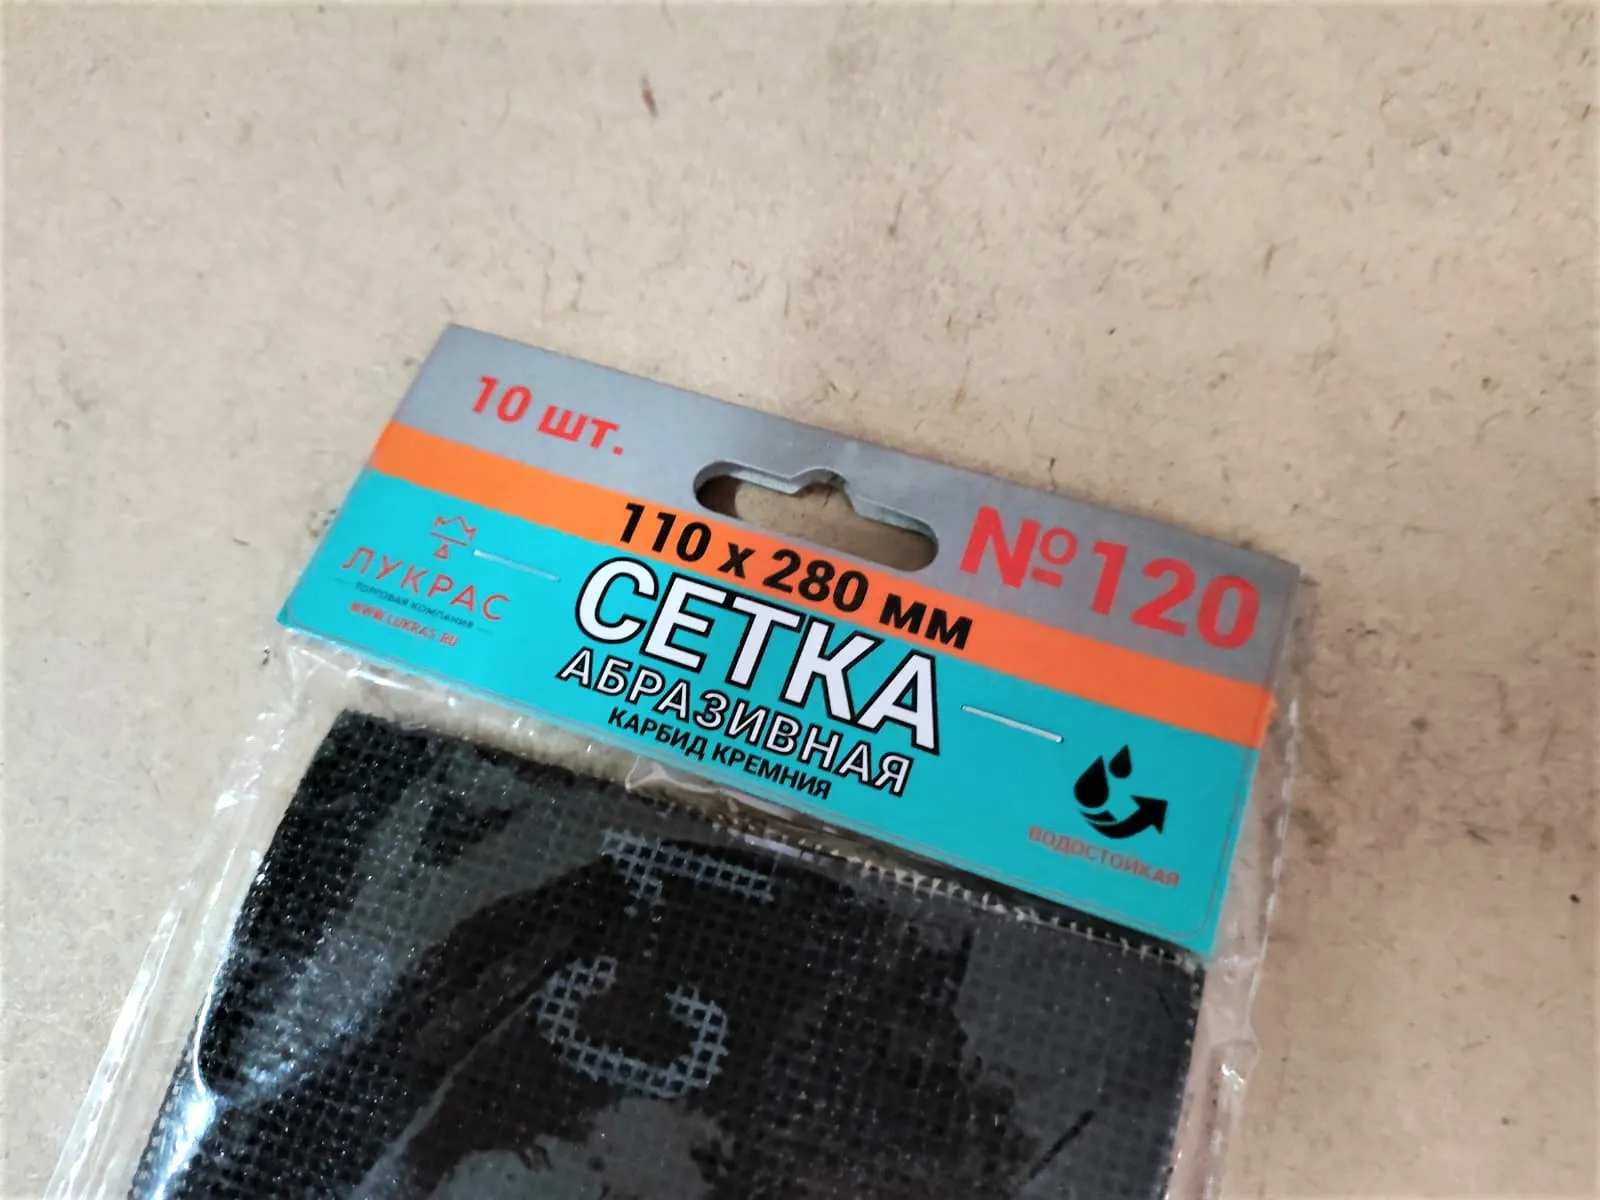 10 шт.
№120
110 x 280 мм
ЛУКРАС
ТОРГОВАЯ КОМПАНИЯ
WWW.LUKRAS.RU
СЕТКА
АБРАЗИВНАЯ
КАРБИД КРЕМНИЯ
ВОДОСТОЙКАЯ